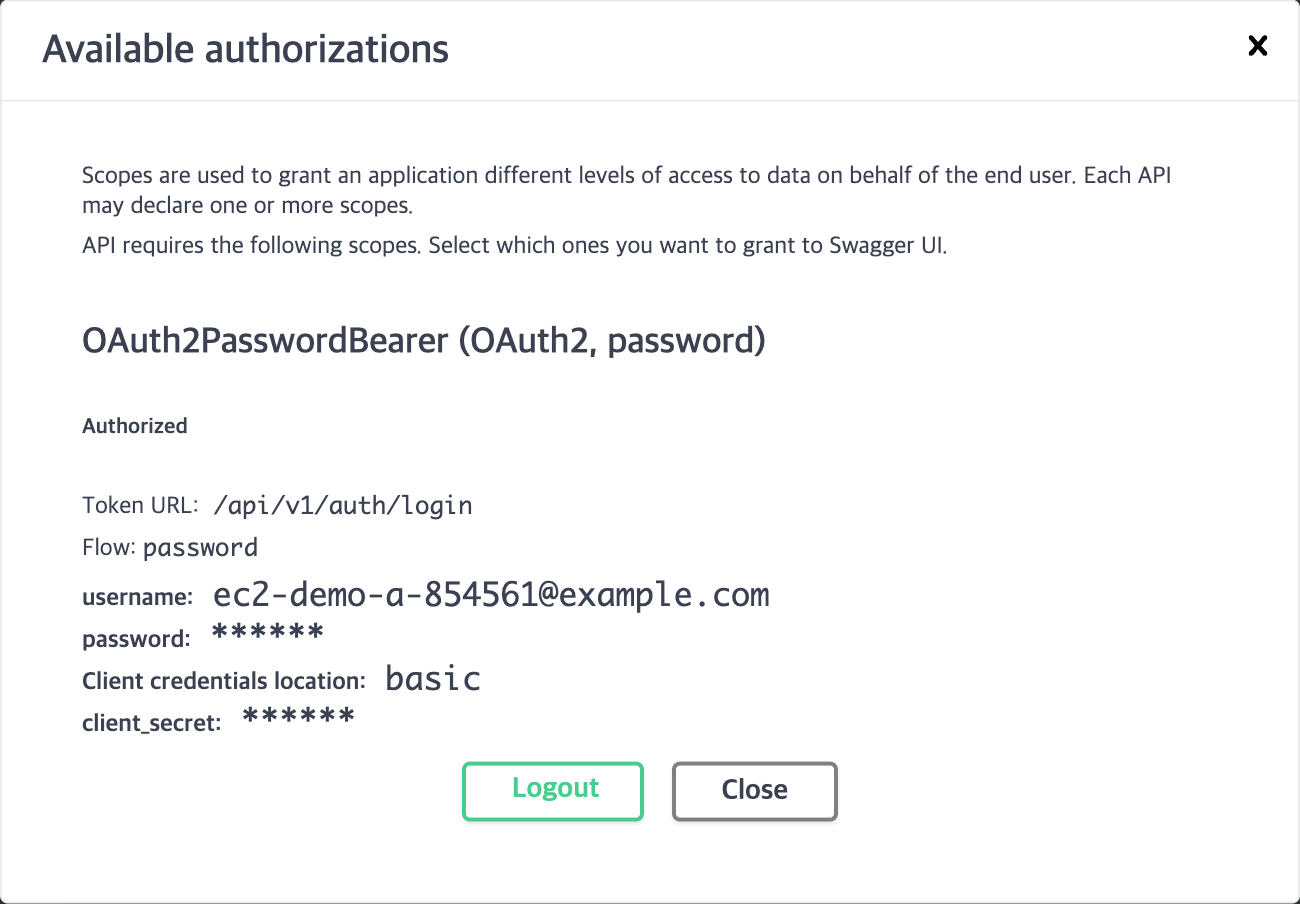 Available authorizations
Scopes are used to grant an application different levels of access to data on behalf of the end user. Each API
may declare one or more scopes.
API requires the following scopes. Select which ones you want to grant to Swagger UI.
OAuth2PasswordBearer (OAuth2, password)
Authorized
Token URL: /api/v1/auth/login
Flow: password
username: ec2-demo-a-854561@example.com
password: ******
Client credentials location: basic
client_secret: ******
Logout Close